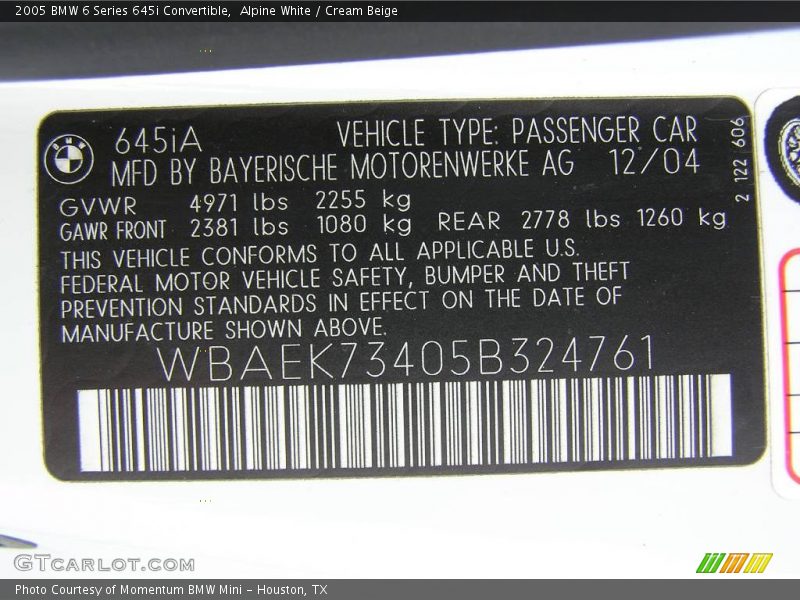 2005 BMW 6 Series 645i Convertible,  Alpine White / Cream Beige
BMW
645iA
VEHICLE TYPE: PASSENGER CAR
MFD BY BAYERISCHE MOTORENWERKE AG 12/04
GVWR 4971 lbs 2255 kg
GAWR FRONT 2381 lbs 1080 kg REAR 2778 lbs 1260 kg
THIS VEHICLE CONFORMS TO ALL APPLICABLE U.S.
FEDERAL MOTOR VEHICLE SAFETY, BUMPER AND THEFT
PREVENTION STANDARDS IN EFFECT ON THE DATE OF
MANUFACTURE SHOWN ABOVE.
WBAEK73405B324761
2 122 606
GTCARLOT.COM
Photo Courtesy of Momentum BMW Mini - Houston, TX